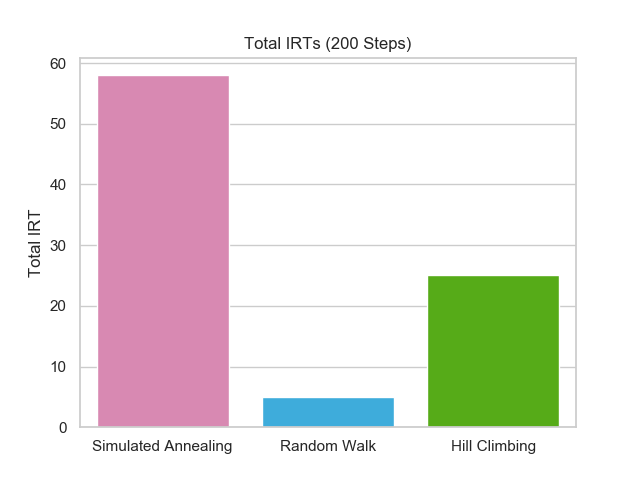 Total IRTs (200 Steps)
Total IRT
60
50
40
30
20
10
0
Simulated Annealing
Random Walk
Hill Climbing